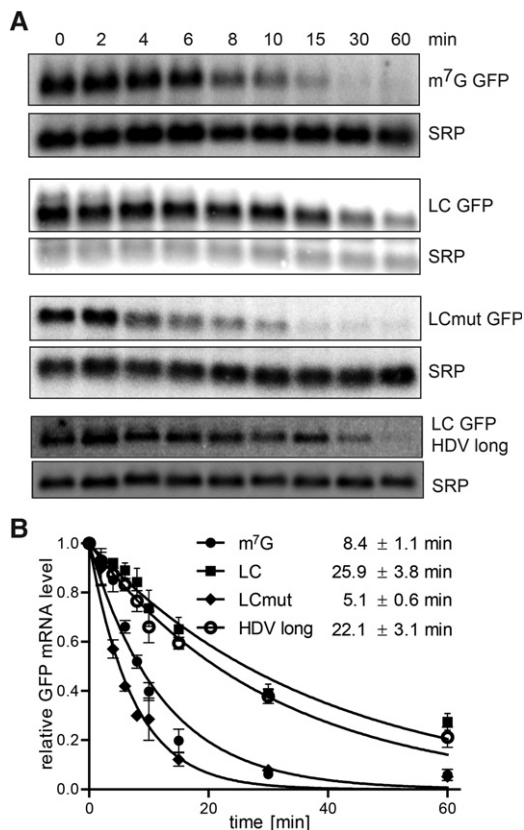 A
0 2 4 6 8 10 15 30 60 min
m⁷G GFP
SRP
LC GFP
SRP
LCmut GFP
SRP
LC GFP
HDV long
SRP
B
m⁷G 8.4 ± 1.1 min
LC 25.9 ± 3.8 min
LCmut 5.1 ± 0.6 min
HDV long 22.1 ± 3.1 min
relative GFP mRNA level
1.0
0.8
0.6
0.4
0.2
0.0
0 20 40 60
time [min]